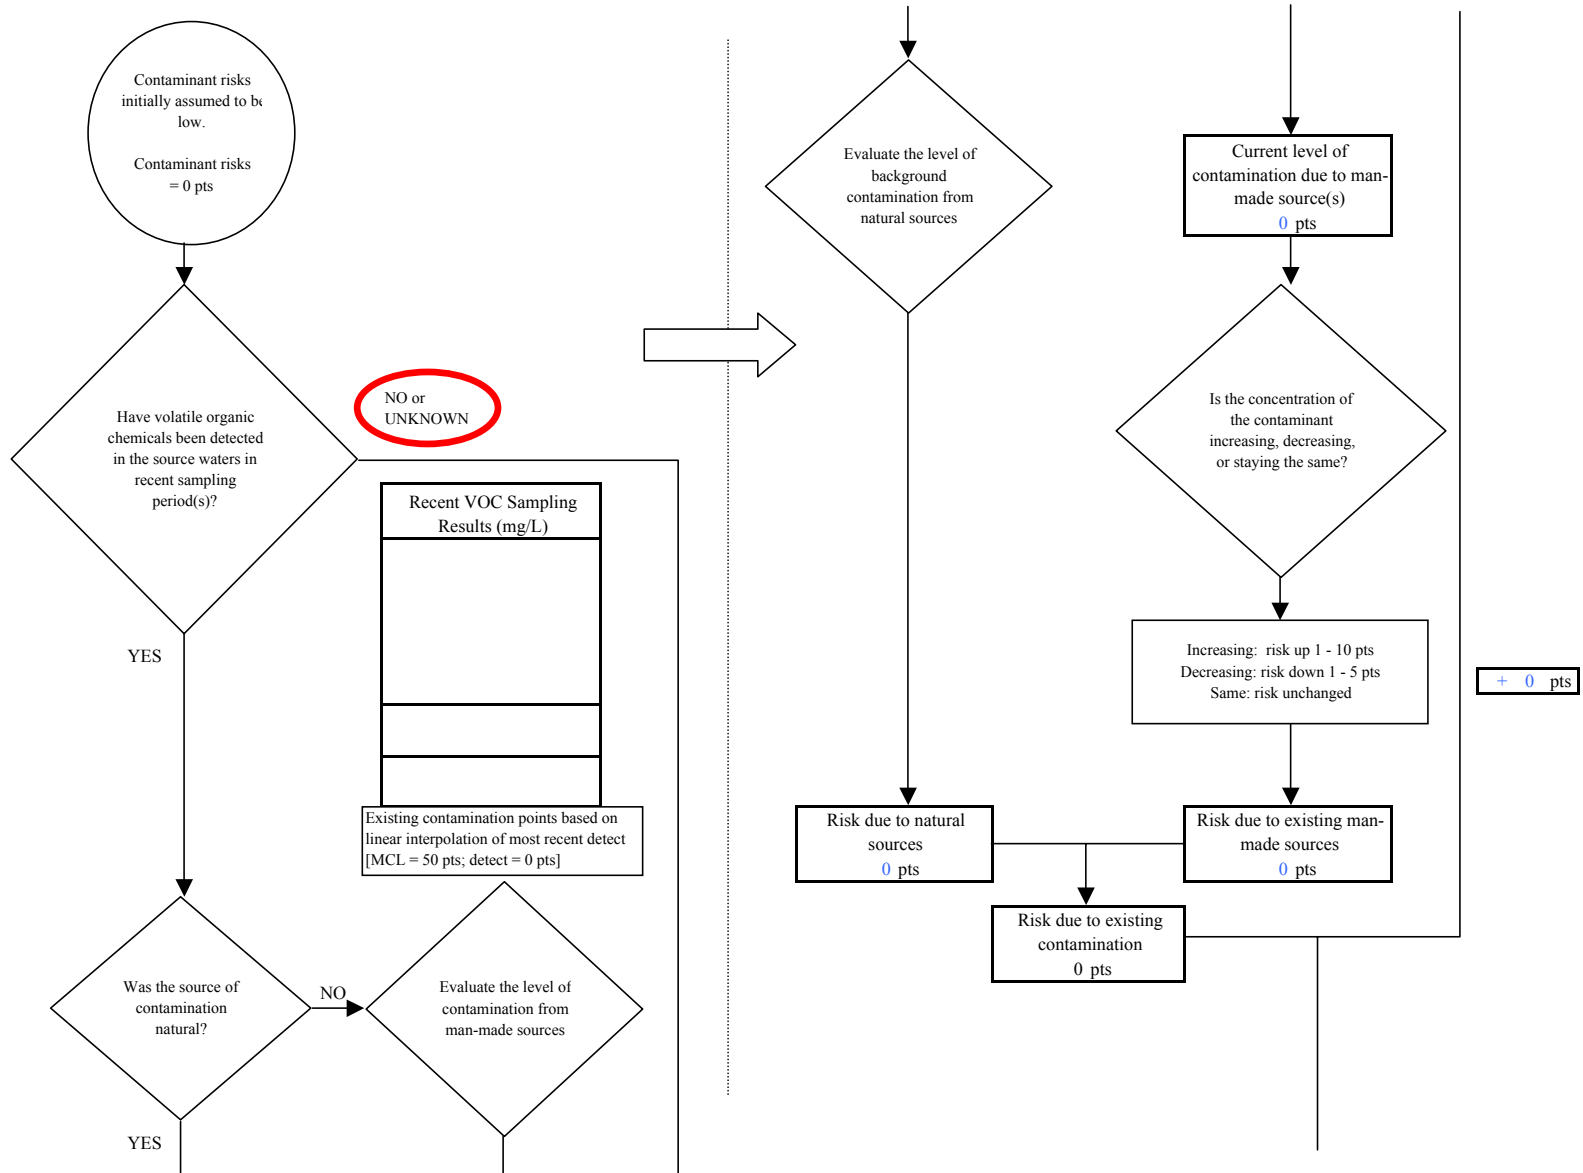 Contaminant risks
initially assumed to be
low.
Contaminant risks
= 0 pts
Have volatile organic
chemicals been detected
in the source waters in
recent sampling
period(s)?
NO or
UNKNOWN
Recent VOC Sampling
Results (mg/L)
YES
Existing contamination points based on
linear interpolation of most recent detect
[MCL = 50 pts; detect = 0 pts]
Was the source of
contamination
natural?
NO
Evaluate the level of
contamination from
man-made sources
YES
Evaluate the level of
background
contamination from
natural sources
Current level of
contamination due to man-
made source(s)
0 pts
Is the concentration of
the contaminant
increasing, decreasing,
or staying the same?
Increasing: risk up 1 - 10 pts
Decreasing: risk down 1 - 5 pts
Same: risk unchanged
+ 0 pts
Risk due to natural
sources
0 pts
Risk due to existing man-
made sources
0 pts
Risk due to existing
contamination
0 pts